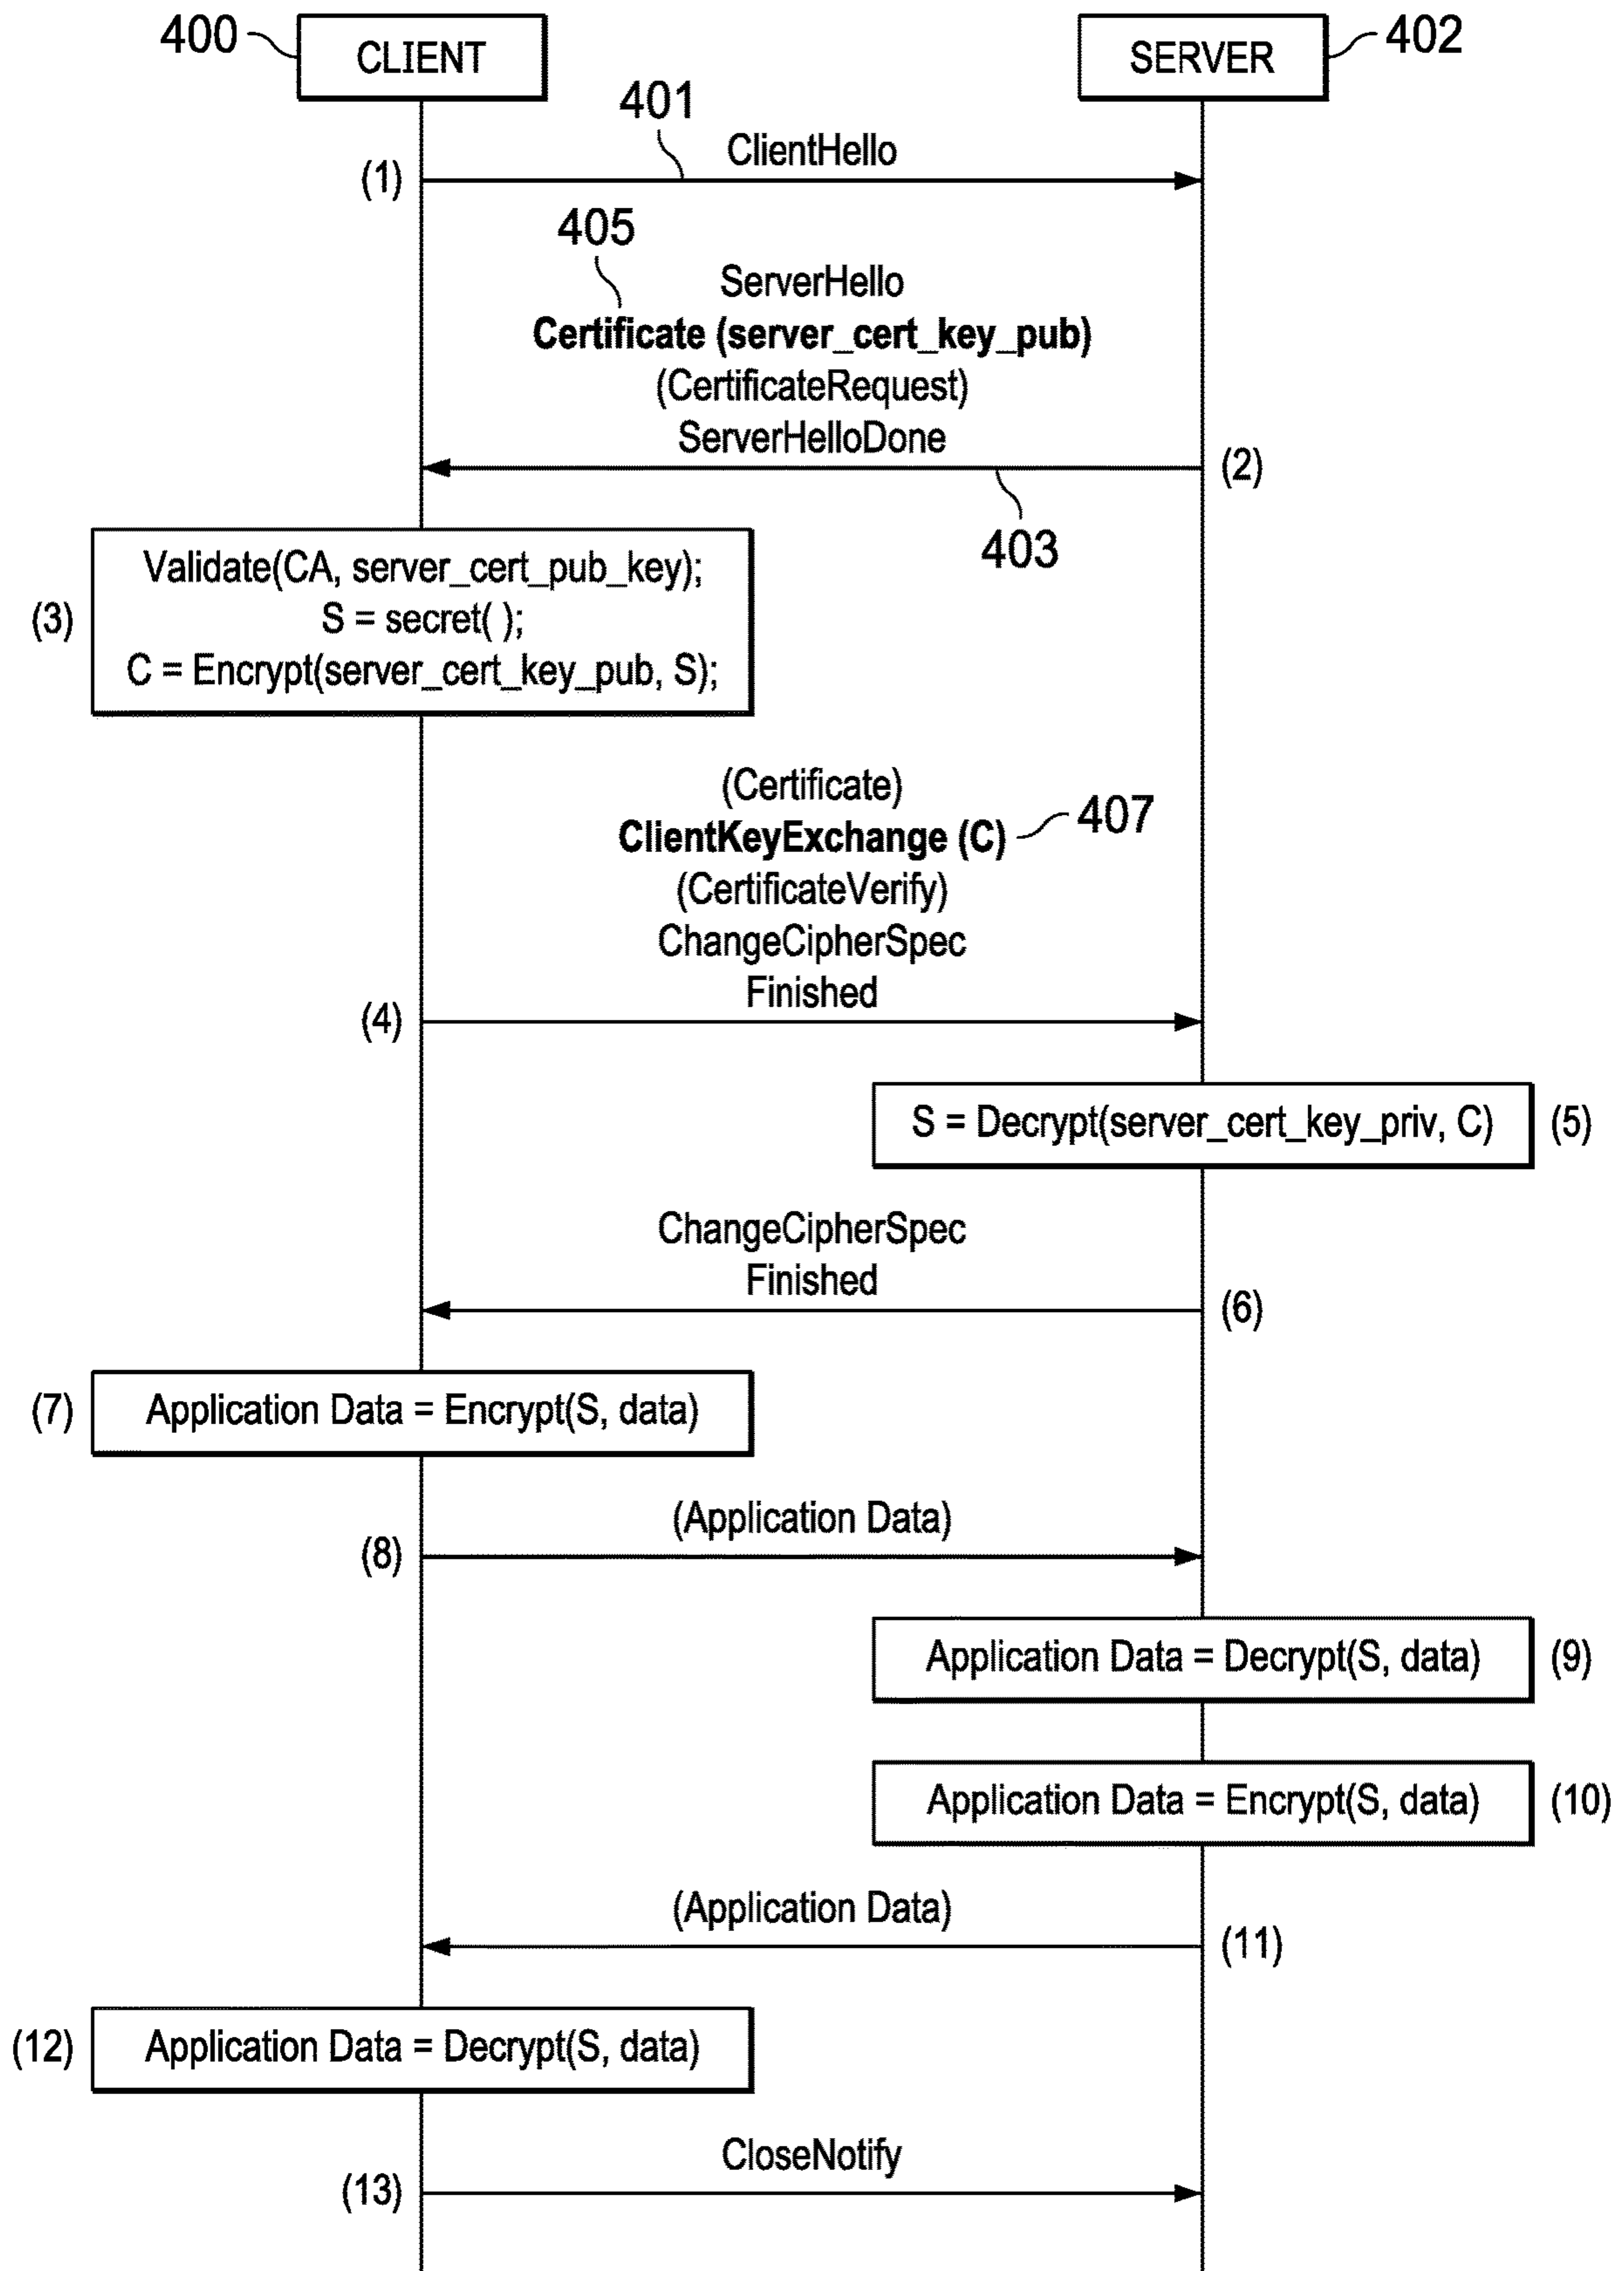 400
CLIENT
SERVER
402
401
ClientHello
(1)
405
ServerHello
Certificate (server_cert_key_pub)
(CertificateRequest)
ServerHelloDone
(2)
403
Validate(CA, server_cert_pub_key);
(3)
S = secret( );
C = Encrypt(server_cert_key_pub, S);
(Certificate)
ClientKeyExchange (C)
407
(CertificateVerify)
ChangeCipherSpec
Finished
(4)
S = Decrypt(server_cert_key_priv, C)
(5)
ChangeCipherSpec
Finished
(6)
(7)
Application Data = Encrypt(S, data)
(Application Data)
(8)
Application Data = Decrypt(S, data)
(9)
Application Data = Encrypt(S, data)
(10)
(Application Data)
(11)
(12)
Application Data = Decrypt(S, data)
CloseNotify
(13)